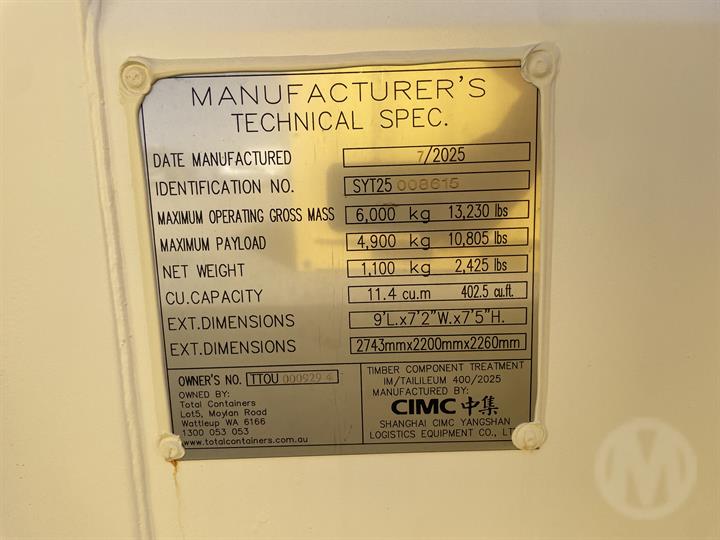 MANUFACTURER'S
TECHNICAL SPEC.
DATE MANUFACTURED 7/2025
IDENTIFICATION NO. SYT25 008615
MAXIMUM OPERATING GROSS MASS 6,000 kg 13,230 lbs
MAXIMUM PAYLOAD 4,900 kg 10,805 lbs
NET WEIGHT 1,100 kg 2,425 lbs
CU.CAPACITY 11.4 cu.m 402.5 cu.ft.
EXT.DIMENSIONS 9'L.x7'2"W.x7'5"H.
EXT.DIMENSIONS 2743mmx2200mmx2260mm
OWNER'S NO. TTOU 000929 4
OWNED BY:
Total Containers
Lot5, Moylan Road
Wattleup WA 6166
1300 053 053
www.totalcontainers.com.au
TIMBER COMPONENT TREATMENT
IM/TAILILEUM 400/2025
MANUFACTURED BY:
CIMC 中集
SHANGHAI CIMC YANGSHAN
LOGISTICS EQUIPMENT CO., LT
M